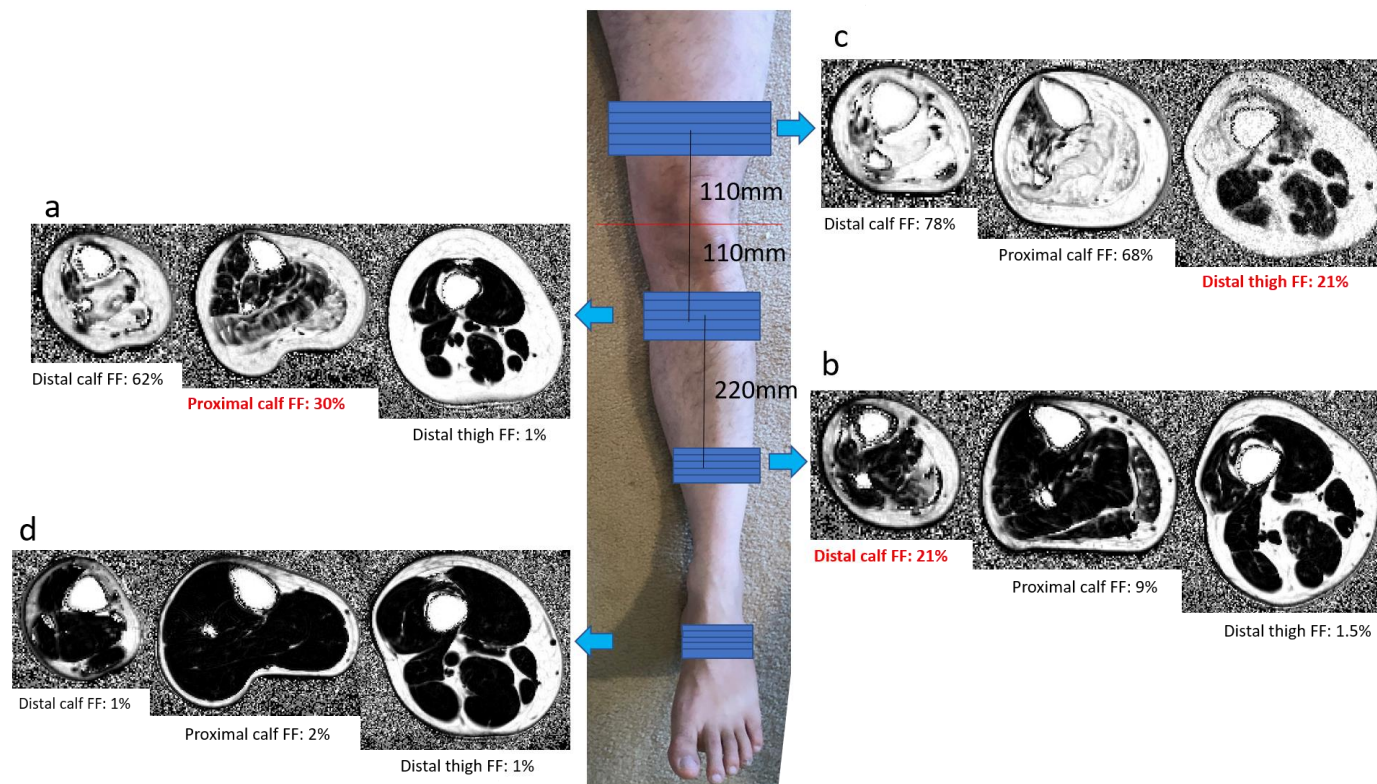 c
Distal calf FF: 78%
Proximal calf FF: 68%
Distal thigh FF: 21%
110mm
110mm
220mm
a
Distal calf FF: 62%
Proximal calf FF: 30%
Distal thigh FF: 1%
b
Distal calf FF: 21%
Proximal calf FF: 9%
Distal thigh FF: 1.5%
d
Distal calf FF: 1%
Proximal calf FF: 2%
Distal thigh FF: 1%